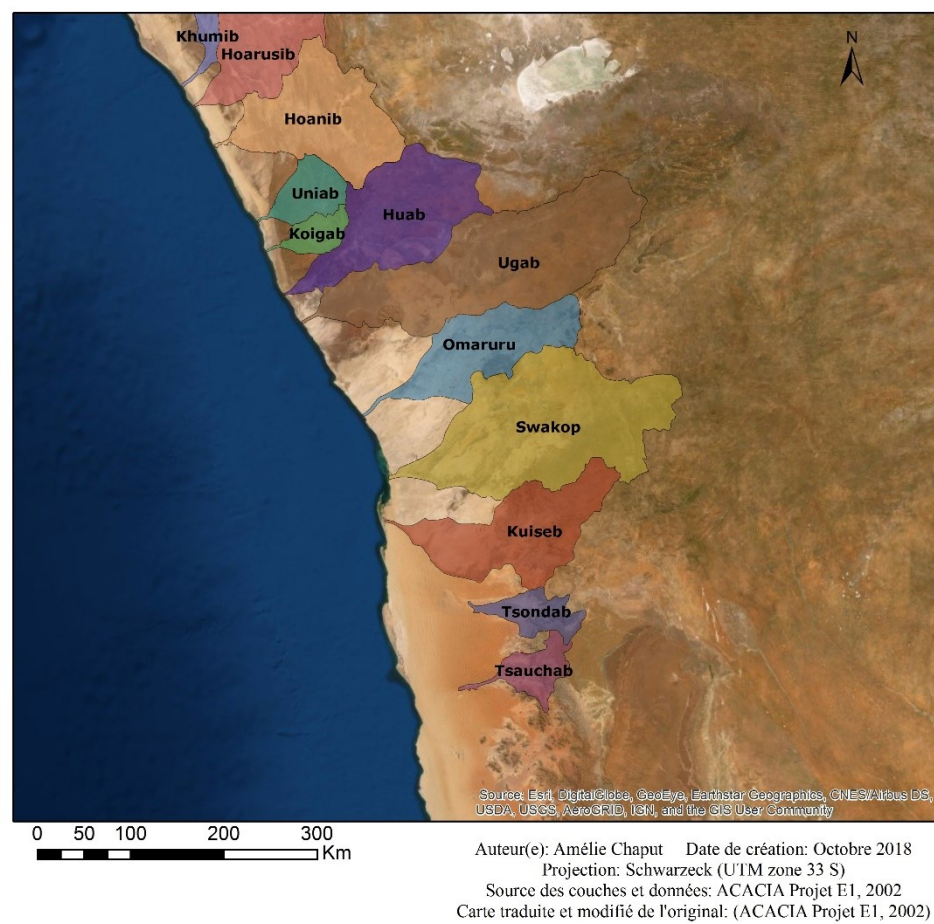 Khumib
Hoarusib
N
Hoanib
Uniab
Huab
Koigab
Ugab
Omaruru
Swakop
Kuiseb
Tsondab
Tsauchab
Source: Esri, DigitalGlobe, GeoEye, Earthstar Geographics, CNES/Airbus DS,
USDA, USGS, AeroGRID, IGN, and the GIS User Community
0 50 100 200 300
Km
Auteur(e): Amélie Chaput Date de création: Octobre 2018
Projection: Schwarzeck (UTM zone 33 S)
Source des couches et données: ACACIA Projet E1, 2002
Carte traduite et modifié de l'original: (ACACIA Projet E1, 2002)